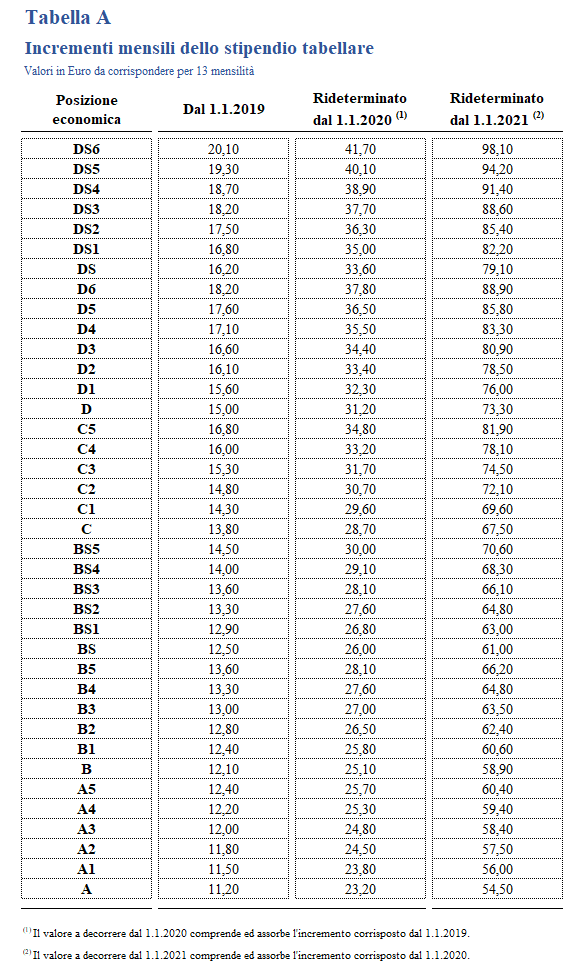 Tabella A
Incrementi mensili dello stipendio tabellare
Valori in Euro da corrispondere per 13 mensilità
Posizione economica Dal 1.1.2019 Rideterminato dal 1.1.2020 (1) Rideterminato dal 1.1.2021 (2)
DS6 20,10 41,70 98,10
DS5 19,30 40,10 94,20
DS4 18,70 38,90 91,40
DS3 18,20 37,70 88,60
DS2 17,50 36,30 85,40
DS1 16,80 35,00 82,20
DS 16,20 33,60 79,10
D6 18,20 37,80 88,90
D5 17,60 36,50 85,80
D4 17,10 35,50 83,30
D3 16,60 34,40 80,90
D2 16,10 33,40 78,50
D1 15,60 32,30 76,00
D 15,00 31,20 73,30
C5 16,80 34,80 81,90
C4 16,00 33,20 78,10
C3 15,30 31,70 74,50
C2 14,80 30,70 72,10
C1 14,30 29,60 69,60
C 13,80 28,70 67,50
BS5 14,50 30,00 70,60
BS4 14,00 29,10 68,30
BS3 13,60 28,10 66,10
BS2 13,30 27,60 64,80
BS1 12,90 26,80 63,00
BS 12,50 26,00 61,00
B5 13,60 28,10 66,20
B4 13,30 27,60 64,80
B3 13,00 27,00 63,50
B2 12,80 26,50 62,40
B1 12,40 25,80 60,60
B 12,10 25,10 58,90
A5 12,40 25,70 60,40
A4 12,20 25,30 59,40
A3 12,00 24,80 58,40
A2 11,80 24,50 57,50
A1 11,50 23,80 56,00
A 11,20 23,20 54,50
(1) Il valore a decorrere dal 1.1.2020 comprende ed assorbe l'incremento corrisposto dal 1.1.2019.
(2) Il valore a decorrere dal 1.1.2021 comprende ed assorbe l'incremento corrisposto dal 1.1.2020.